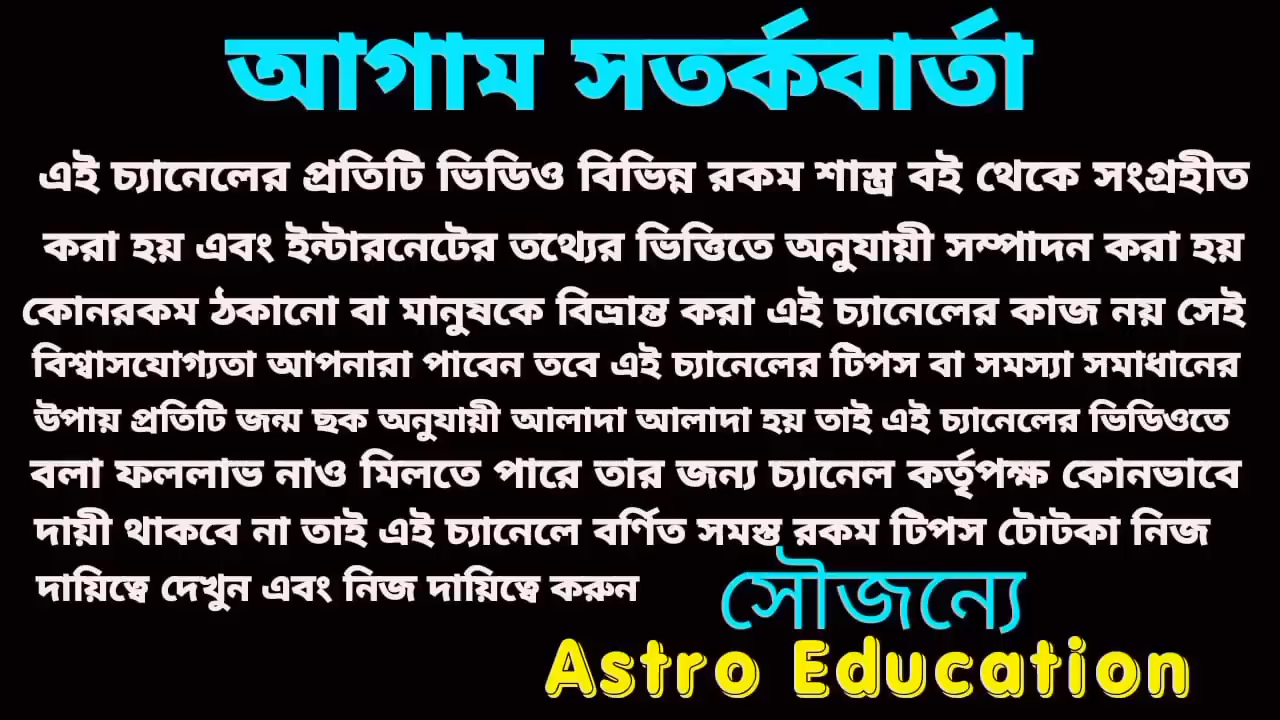 আগাম সতর্কবার্তা
এই চ্যানেলের প্রতিটি ভিডিও বিভিন্ন রকম শাস্ত্র বই থেকে সংগ্রহীত
করা হয় এবং ইন্টারনেটের তথ্যের ভিত্তিতে অনুযায়ী সম্পাদন করা হয়
কোনরকম ঠকানো বা মানুষকে বিভ্রান্ত করা এই চ্যানেলের কাজ নয় সেই
বিশ্বাসযোগ্যতা আপনারা পাবেন তবে এই চ্যানেলের টিপস বা সমস্যা সমাধানের
উপায় প্রতিটি জন্ম ছক অনুযায়ী আলাদা আলাদা হয় তাই এই চ্যানেলের ভিডিওতে
বলা ফললাভ নাও মিলতে পারে তার জন্য চ্যানেল কর্তৃপক্ষ কোনভাবে
দায়ী থাকবে না তাই এই চ্যানেলে বর্ণিত সমস্ত রকম টিপস টোটকা নিজ
দায়িত্বে দেখুন এবং নিজ দায়িত্বে করুন
সৌজন্যে
Astro Education